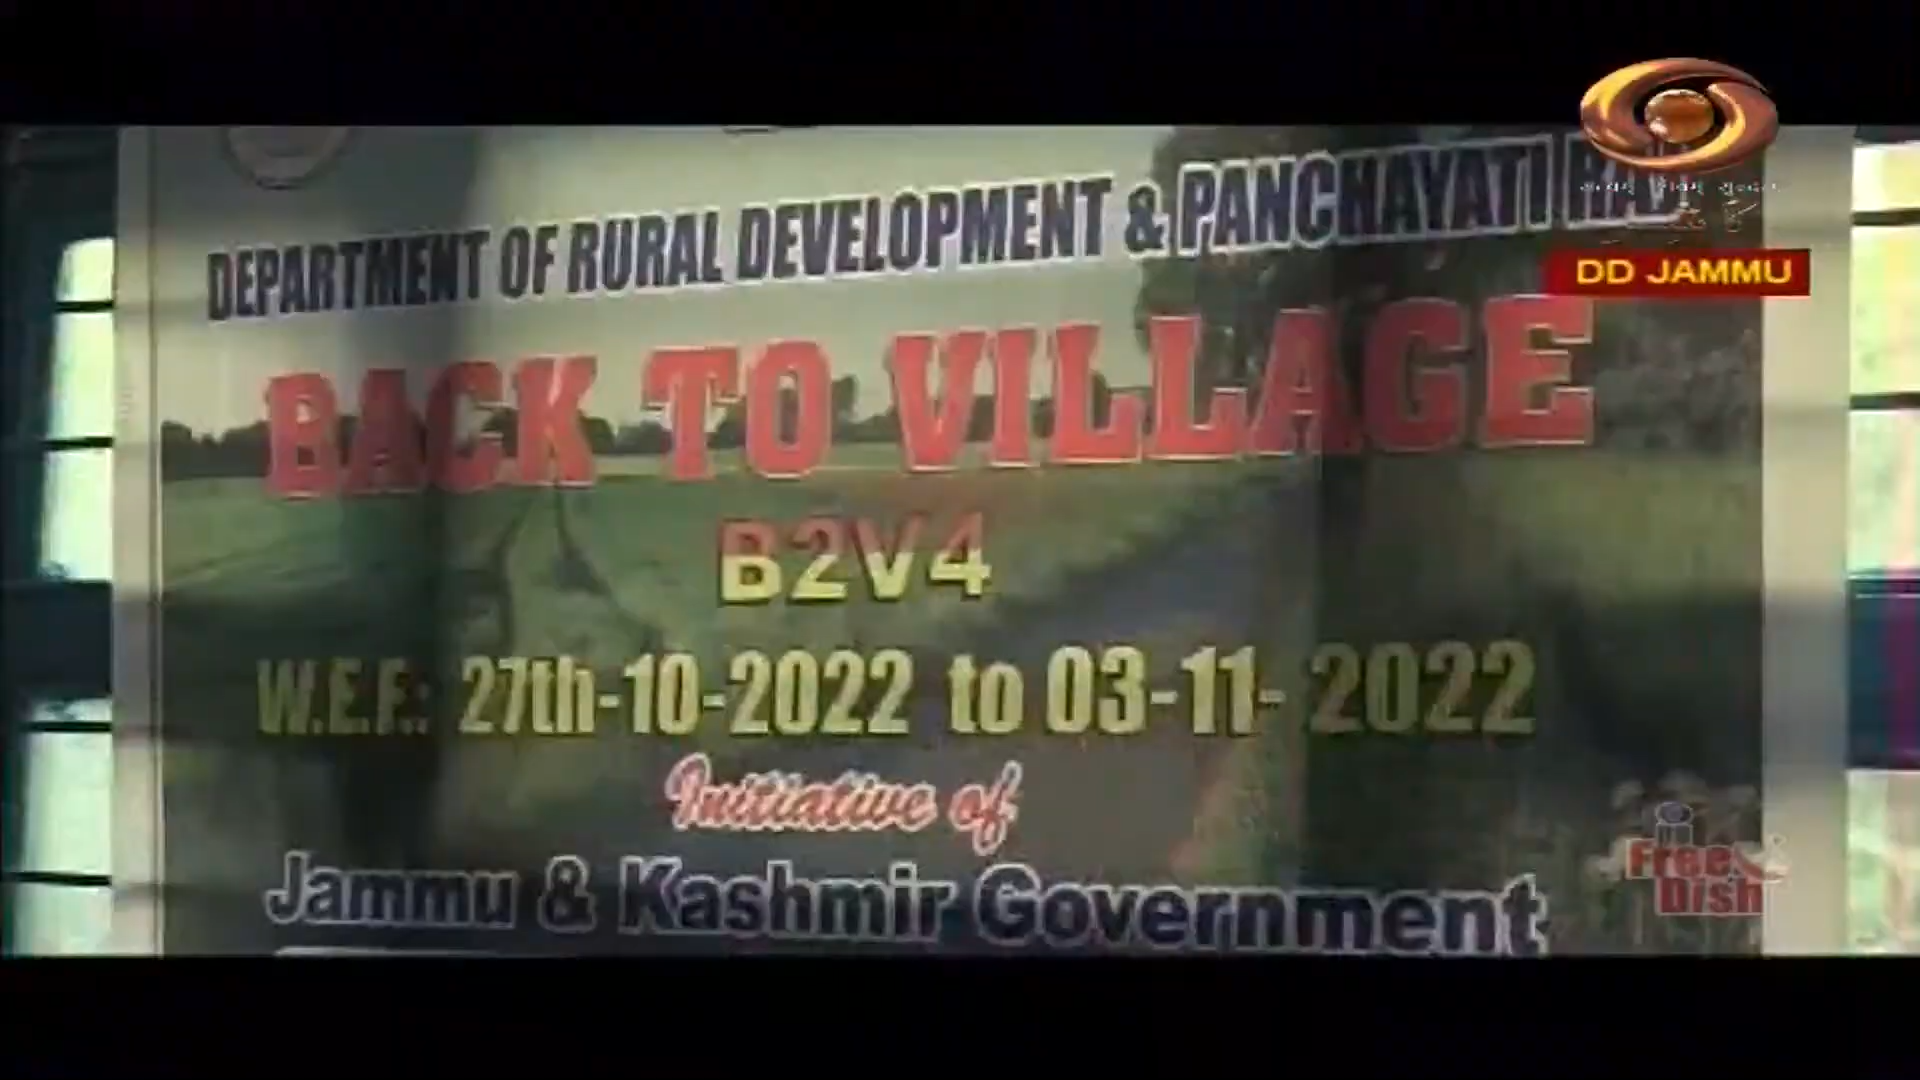 DEPARTMENT OF RURAL DEVELOPMENT & PANCHAYATI RAJ
DD JAMMU
BACK TO VILLAGE
B2V4
W.E.F.: 27th-10-2022 to 03-11-2022
Initiative of
Jammu & Kashmir Government
Free
Dish